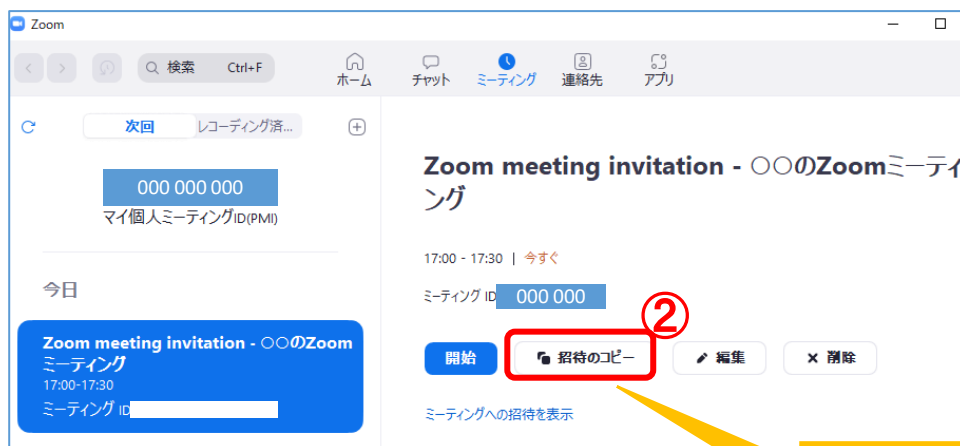 Zoom
検索 Ctrl+F
ホーム
チャット
ミーティング
連絡先
アプリ
次回
レコーディング済...
000 000 000
マイ個人ミーティングID(PMI)
今日
Zoom meeting invitation - 〇〇のZoom
ミーティング
17:00-17:30
ミーティング ID
Zoom meeting invitation - 〇〇のZoomミーティ
ング
17:00 - 17:30 | 今すぐ
ミーティング ID 000 000
②
開始
招待のコピー
編集
削除
ミーティングへの招待を表示